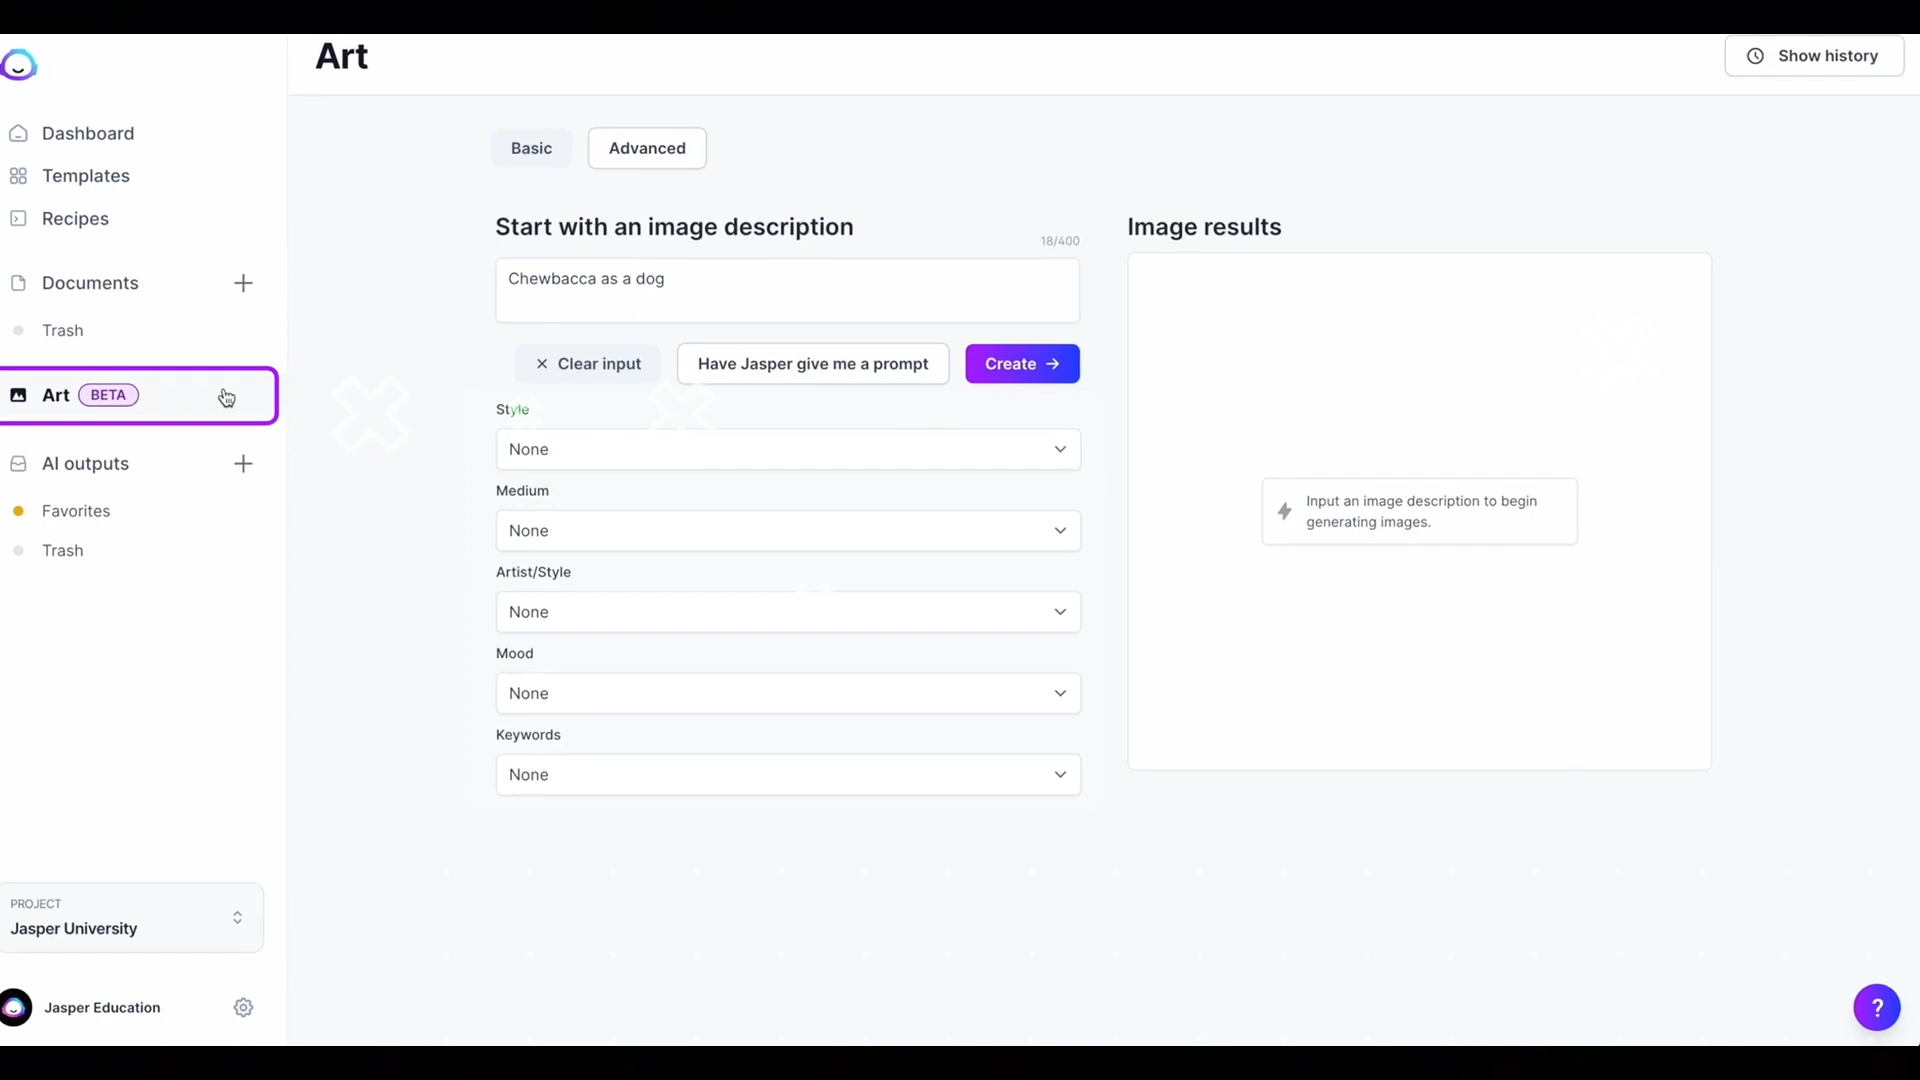 Art
Show history
Dashboard
Templates
Recipes
Documents
Trash
Art BETA
AI outputs
Favorites
Trash
PROJECT
Jasper University
Jasper Education
Basic
Advanced
Start with an image description
18/400
Chewbacca as a dog
Clear input
Have Jasper give me a prompt
Create
Style
None
Medium
None
Artist/Style
None
Mood
None
Keywords
None
Image results
Input an image description to begin
generating images.
?